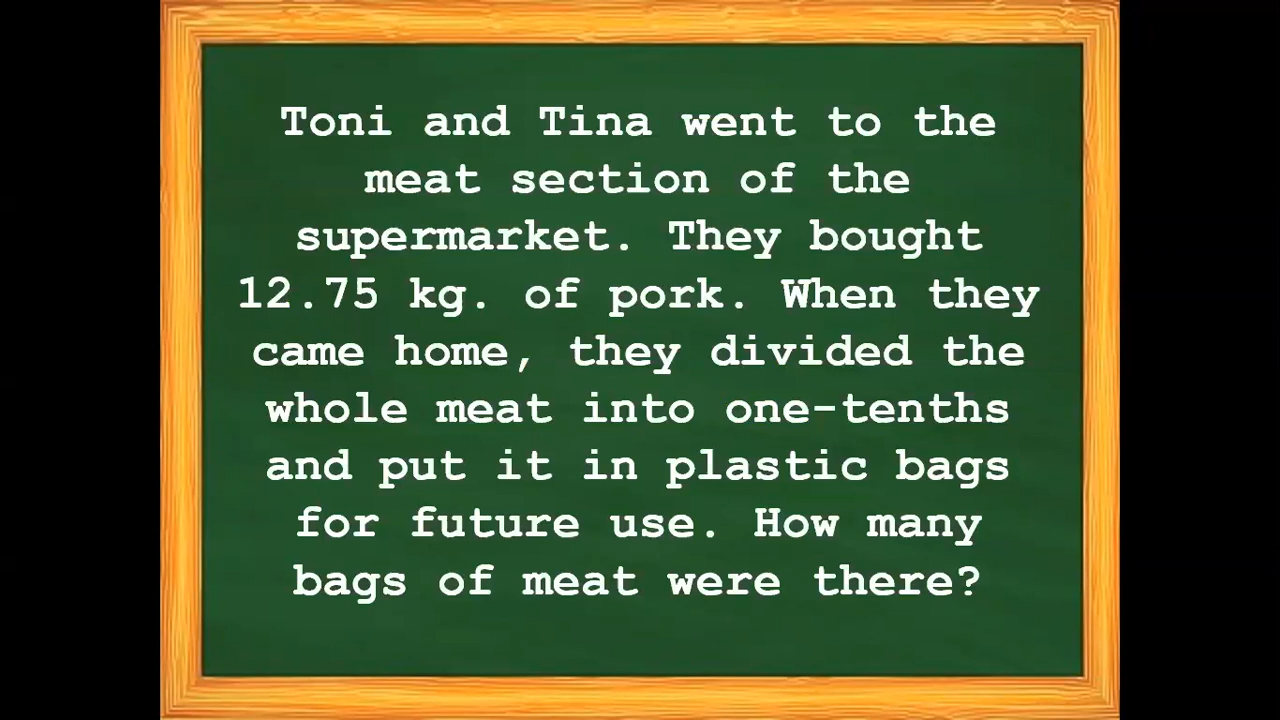 Toni and Tina went to the
meat section of the
supermarket. They bought
12.75 kg. of pork. When they
came home, they divided the
whole meat into one-tenths
and put it in plastic bags
for future use. How many
bags of meat were there?